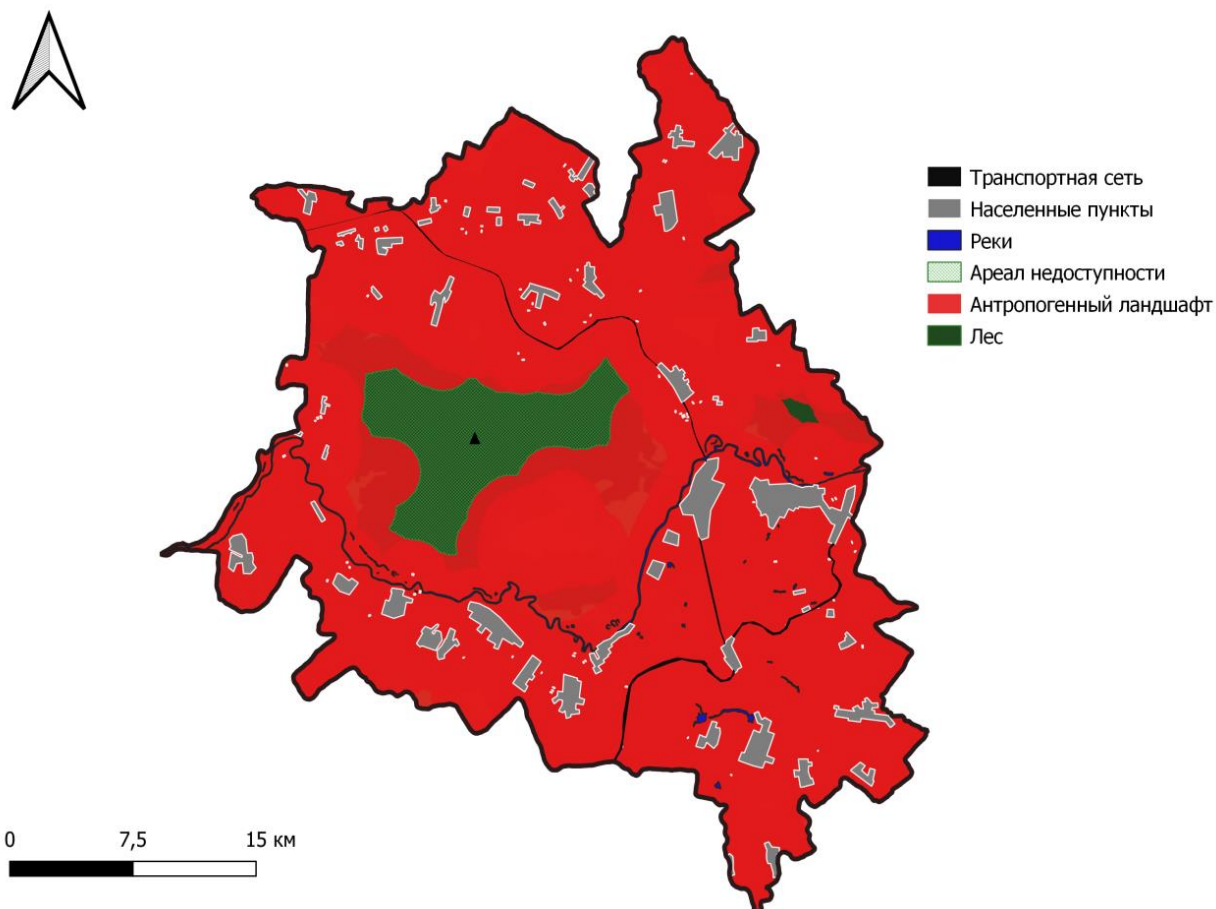 Транспортная сеть
Населенные пункты
Реки
Ареал недоступности
Антропогенный ландшафт
Лес
0 7,5 15 км